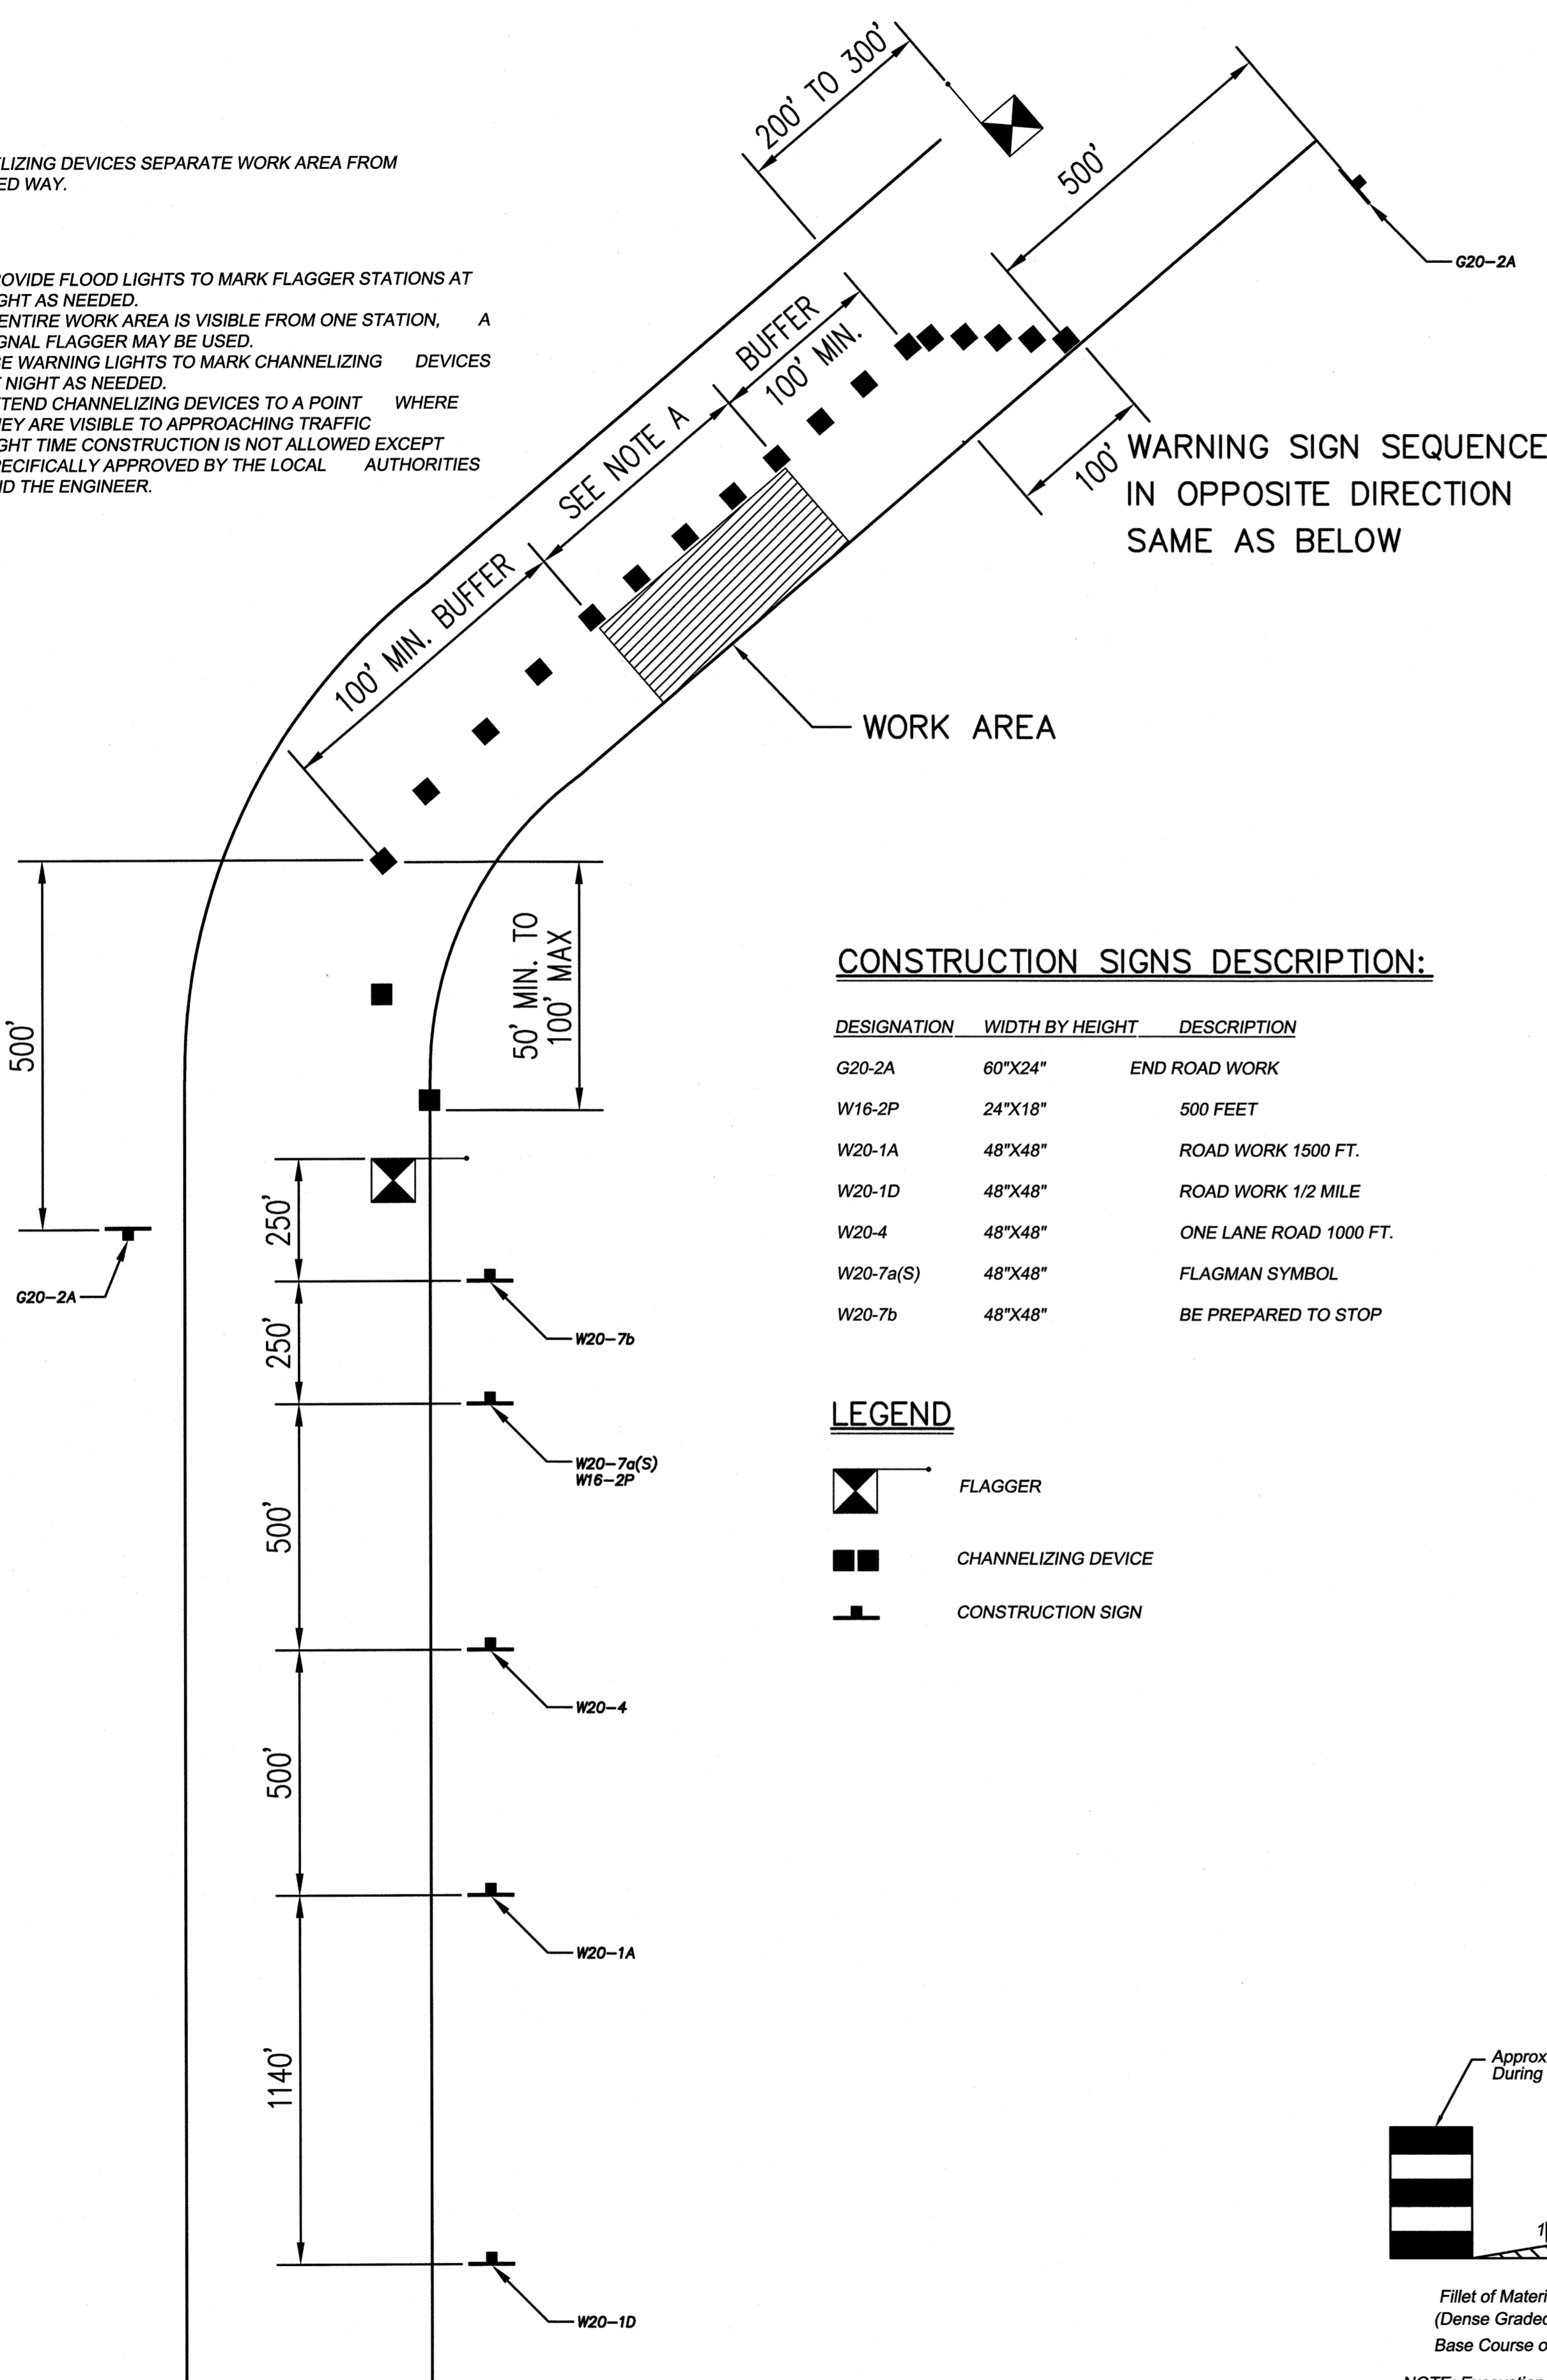 LIZING DEVICES SEPARATE WORK AREA FROM
ED WAY.
OVIDE FLOOD LIGHTS TO MARK FLAGGER STATIONS AT
GHT AS NEEDED.
ENTIRE WORK AREA IS VISIBLE FROM ONE STATION, A
GNAL FLAGGER MAY BE USED.
SE WARNING LIGHTS TO MARK CHANNELIZING DEVICES
T NIGHT AS NEEDED.
XTEND CHANNELIZING DEVICES TO A POINT WHERE
HEY ARE VISIBLE TO APPROACHING TRAFFIC
GHT TIME CONSTRUCTION IS NOT ALLOWED EXCEPT
PECIFICALLY APPROVED BY THE LOCAL AUTHORITIES
ND THE ENGINEER.
200' TO 300'
500'
G20-2A
BUFFER
100' MIN.
SEE NOTE A
100' MIN. BUFFER
100'
WARNING SIGN SEQUENCE
IN OPPOSITE DIRECTION
SAME AS BELOW
WORK AREA
500'
50' MIN. TO
100' MAX
G20-2A
250'
W20-7b
250'
W20-7a(S)
W16-2P
500'
W20-4
500'
W20-1A
1140'
W20-1D
CONSTRUCTION SIGNS DESCRIPTION:
DESIGNATION WIDTH BY HEIGHT DESCRIPTION
G20-2A 60"X24" END ROAD WORK
W16-2P 24"X18" 500 FEET
W20-1A 48"X48" ROAD WORK 1500 FT.
W20-1D 48"X48" ROAD WORK 1/2 MILE
W20-4 48"X48" ONE LANE ROAD 1000 FT.
W20-7a(S) 48"X48" FLAGMAN SYMBOL
W20-7b 48"X48" BE PREPARED TO STOP
LEGEND
FLAGGER
CHANNELIZING DEVICE
CONSTRUCTION SIGN
Approx
During
1
Fillet of Materi
(Dense Graded
Base Course o